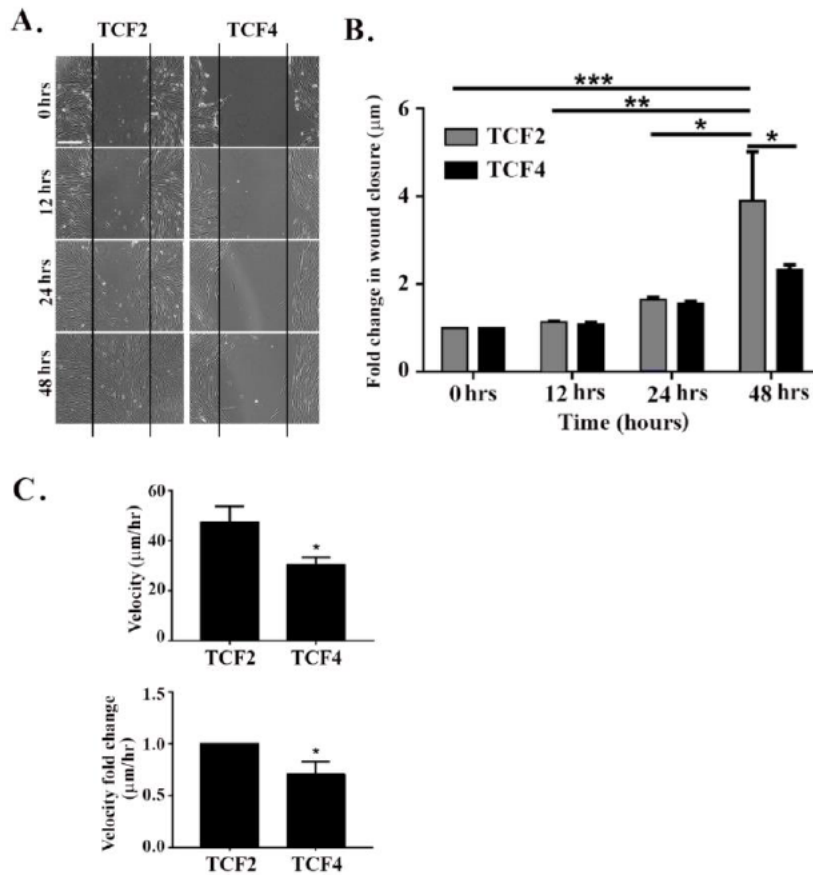 A.
TCF2 TCF4
0 hrs
12 hrs
24 hrs
48 hrs
B.
***
**
*
*
Fold change in wound closure (μm)
6
4
2
0
TCF2
TCF4
0 hrs 12 hrs 24 hrs 48 hrs
Time (hours)
C.
Velocity (μm/hr)
60
40
20
0
*
TCF2 TCF4
Velocity fold change
(μm/hr)
1.5
1.0
0.5
0.0
*
TCF2 TCF4